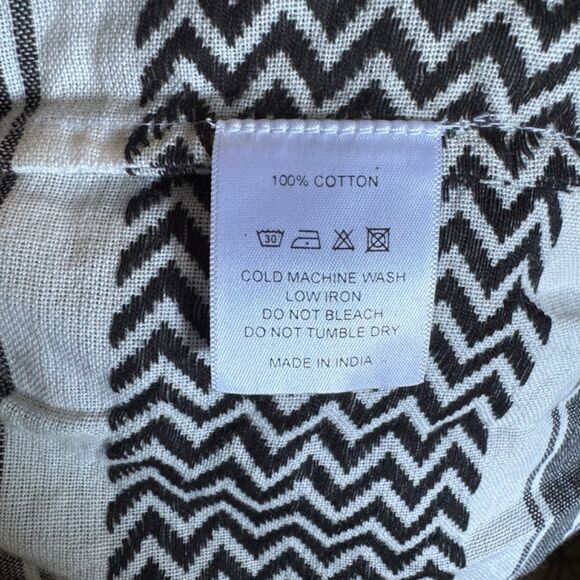 100% COTTON
30
COLD MACHINE WASH
LOW IRON
DO NOT BLEACH
DO NOT TUMBLE DRY
MADE IN INDIA